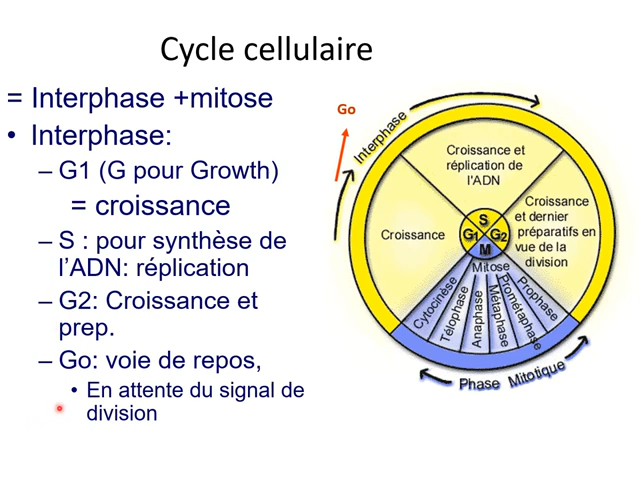 Cycle cellulaire
= Interphase +mitose
• Interphase:
– G1 (G pour Growth)
= croissance
– S : pour synthèse de
l'ADN: réplication
– G2: Croissance et
prep.
– Go: voie de repos,
• En attente du signal de
division
Go
Interphase
Croissance et
réplication de
l'ADN
Croissance
Croissance
et dernier
préparatifs en
vue de la
division
S
G1
G2
M
Mitose
Cytocinèse
Télophase
Anaphase
Métaphase
Prométaphase
Prophase
Phase Mitotique